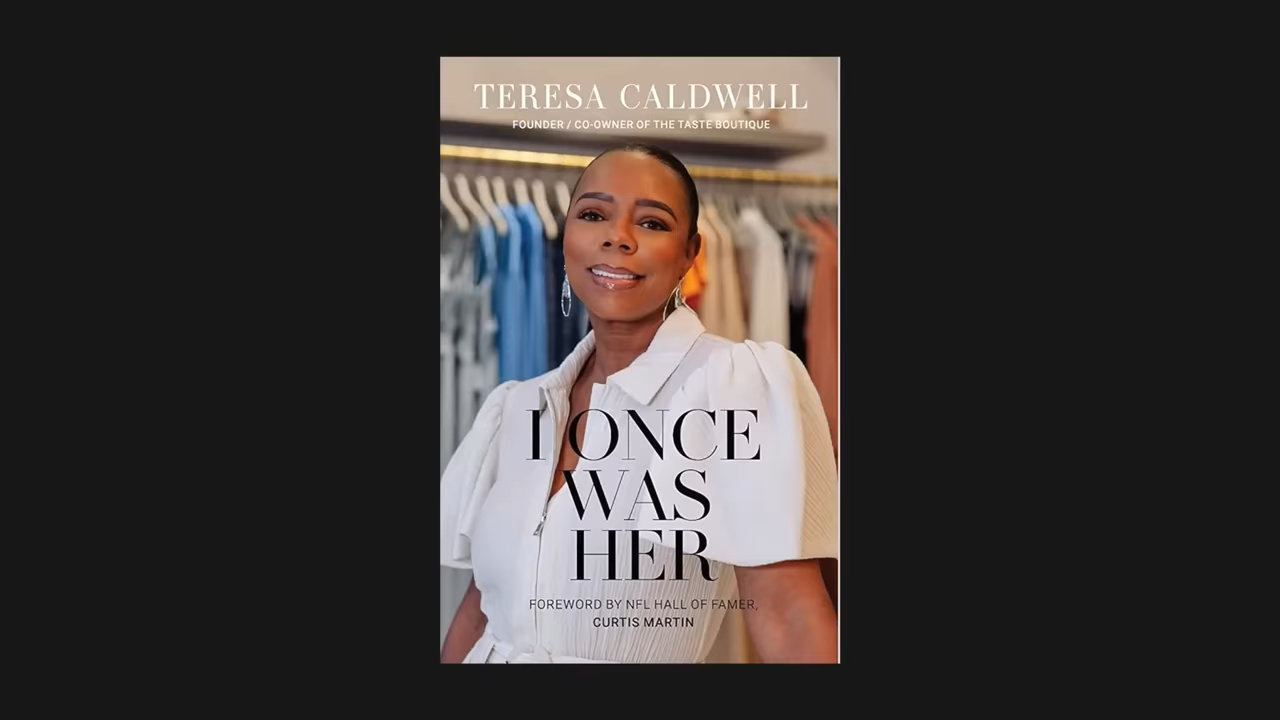 TERESA CALDWELL
FOUNDER / CO-OWNER OF THE TASTE BOUTIQUE
I ONCE
WAS
HER
FOREWORD BY NFL HALL OF FAMER,
CURTIS MARTIN